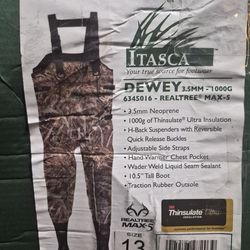 ITASCA
Your true source for footwear
DEWEY 3.5MM - 1000G
6345016 - REALTREE® MAX-5
• 3.5mm Neoprene
• 1000g of Thinsulate® Ultra Insulation
• H-Back Suspenders with Reversible
Quick Release Buckles
• Adjustable Side Straps
• Hand Warmer Chest Pocket
• Wader Weld Liquid Seam Sealant
• 10.5" Tall Boot
• Traction Rubber Outsole
REALTREE
MAX-5
SIZE
13
Thinsulate Ultra
INSULATION